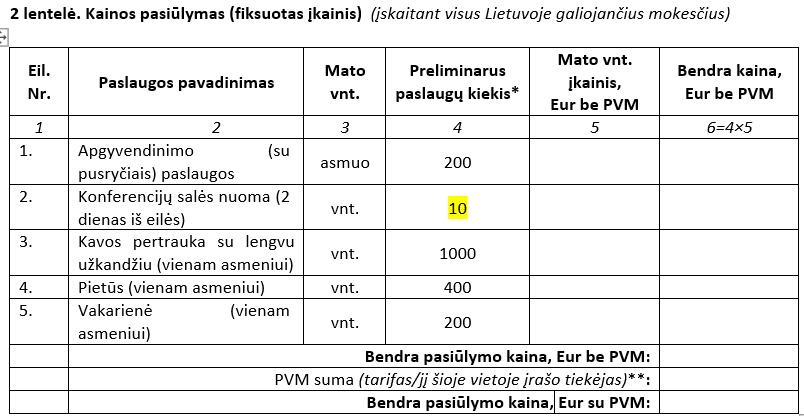 2 lentelė. Kainos pasiūlymas (fiksuotas įkainis) (įskaitant visus Lietuvoje galiojančius mokesčius)
Eil. Nr. Paslaugos pavadinimas Mato vnt. Preliminarus paslaugų kiekis* Mato vnt. įkainis, Eur be PVM Bendra kaina, Eur be PVM
1 2 3 4 5 6=4×5
1. Apgyvendinimo (su pusryčiais) paslaugos asmuo 200
2. Konferencijų salės nuoma (2 dienas iš eilės) vnt. 10
3. Kavos pertrauka su lengvu užkandžiu (vienam asmeniui) vnt. 1000
4. Pietūs (vienam asmeniui) vnt. 400
5. Vakarienė (vienam asmeniui) vnt. 200
Bendra pasiūlymo kaina, Eur be PVM:
PVM suma (tarifas/jį šioje vietoje įrašo tiekėjas)**:
Bendra pasiūlymo kaina, Eur su PVM: